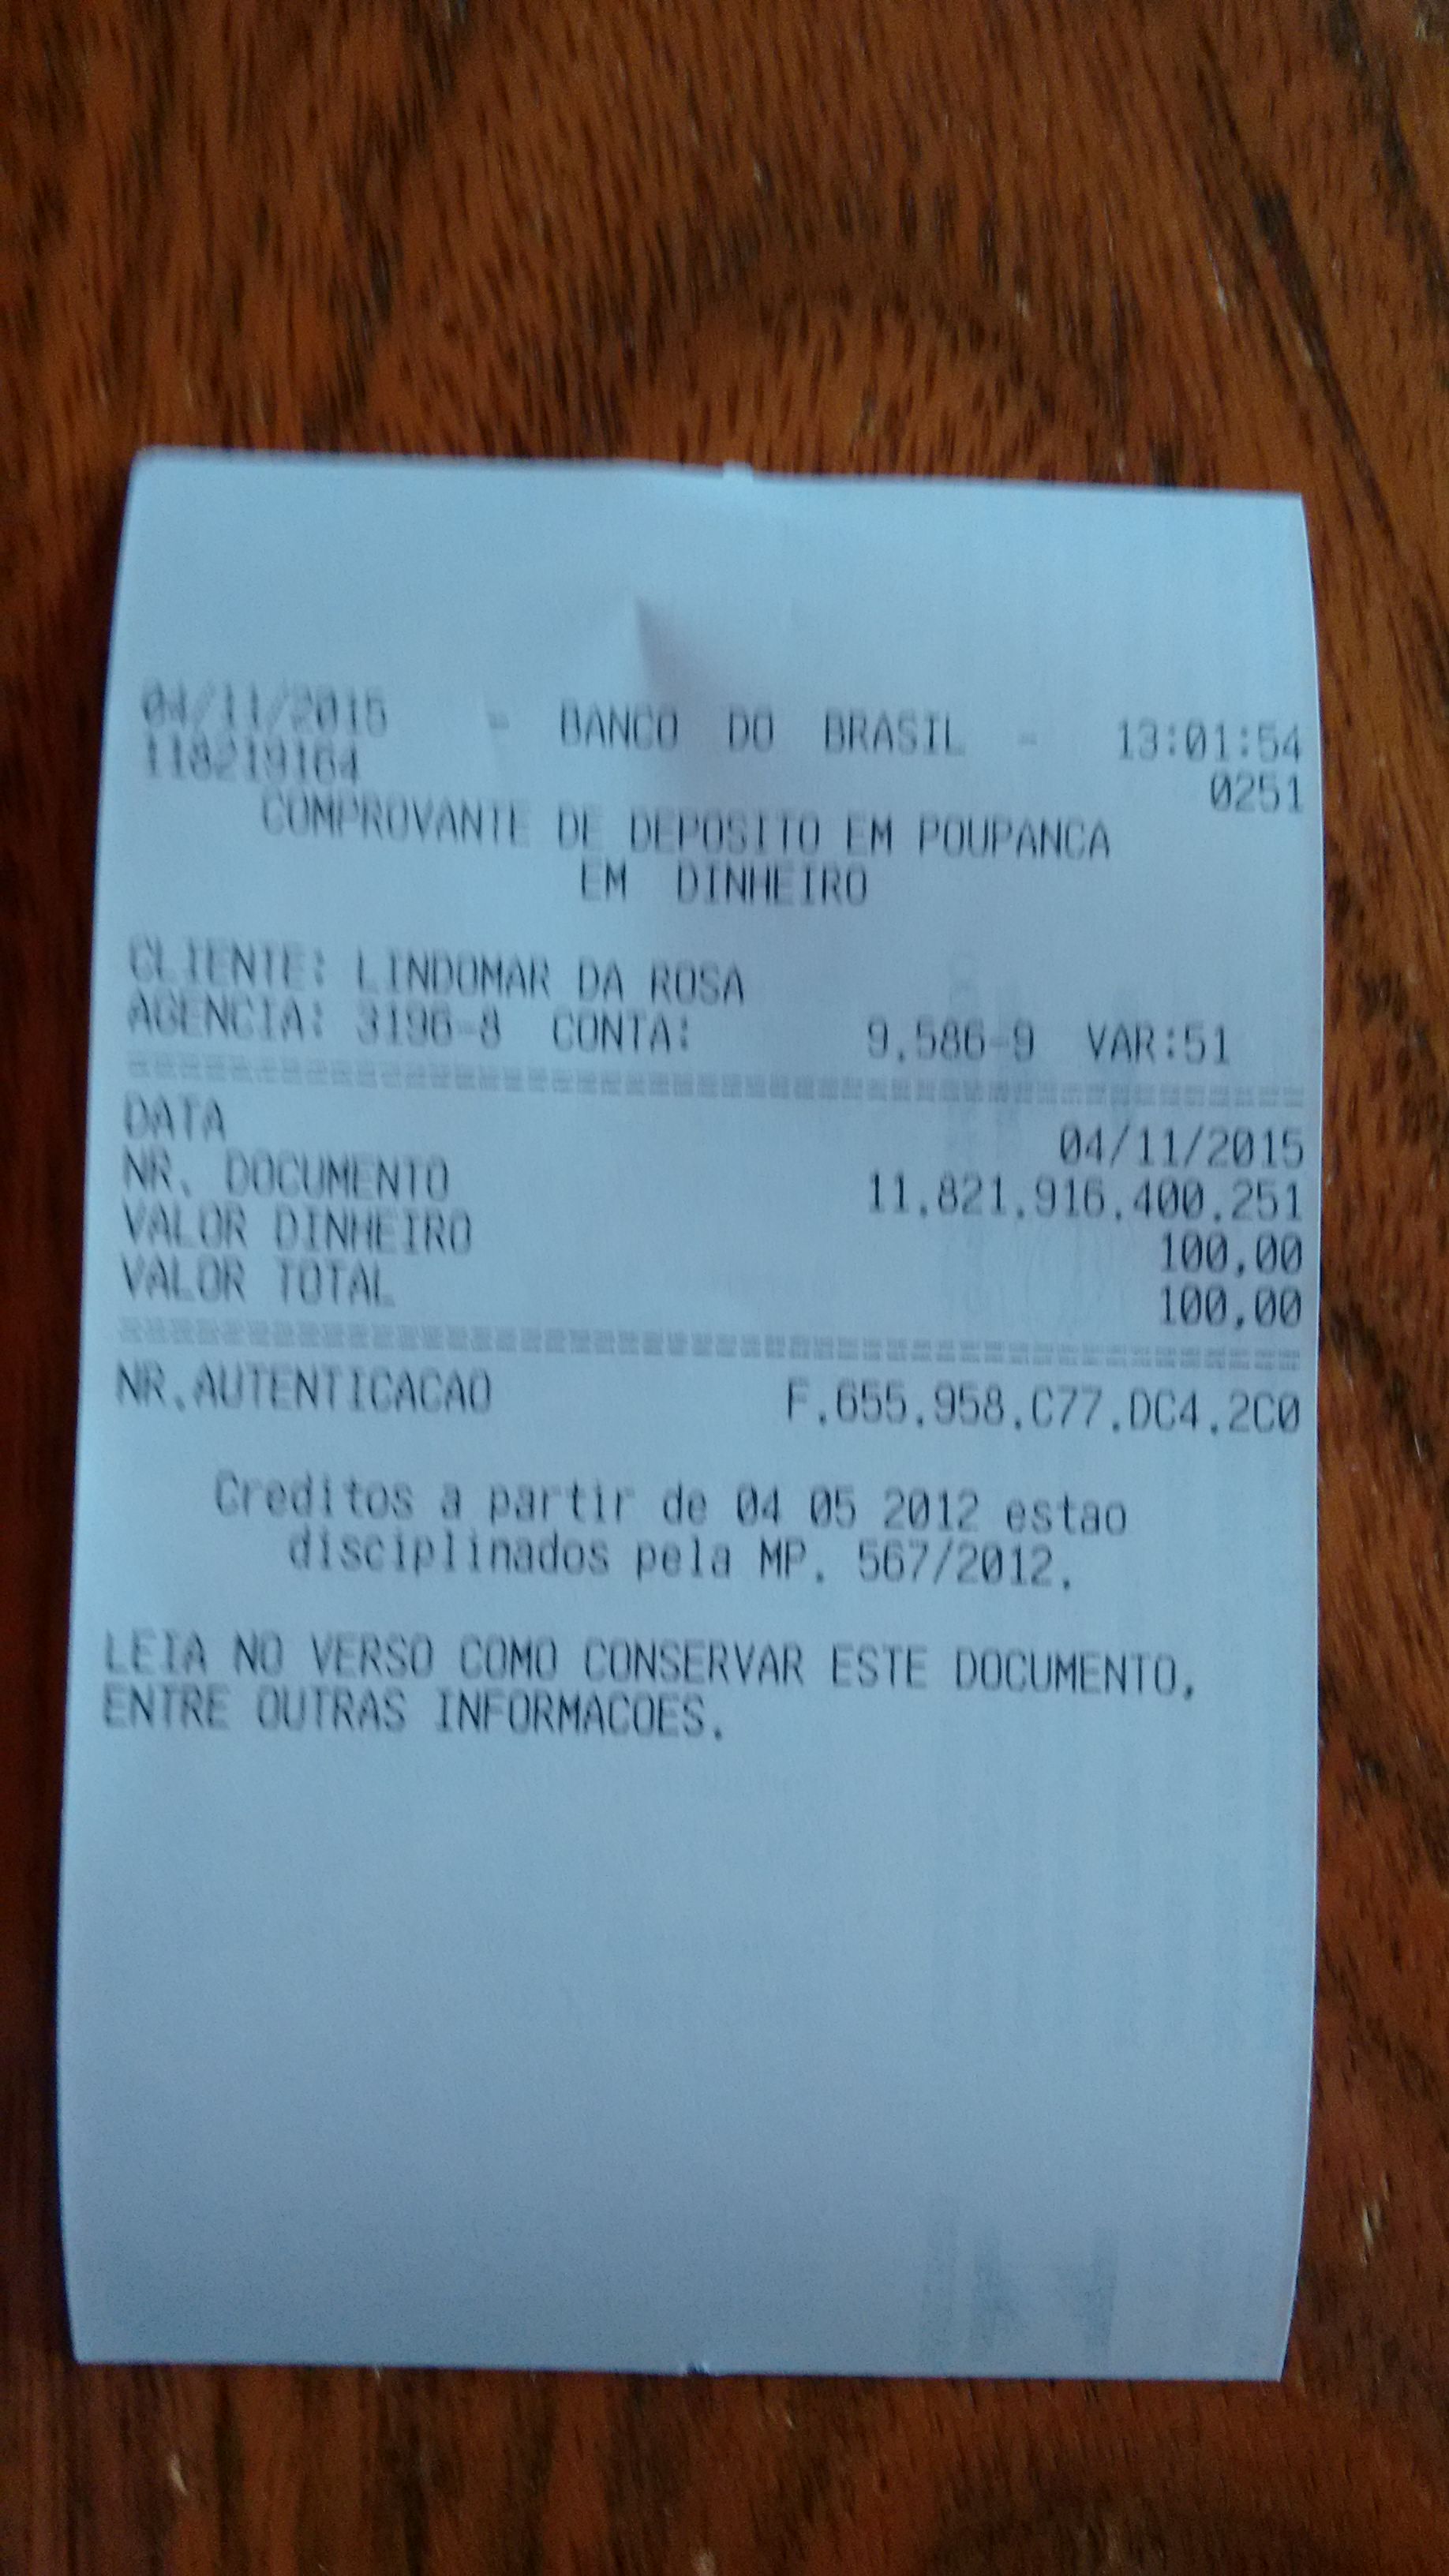 04/11/2015 - BANCO DO BRASIL - 13:01:54
118219164 0251
COMPROVANTE DE DEPOSITO EM POUPANCA
EM DINHEIRO
CLIENTE: LINDOMAR DA ROSA
AGENCIA: 3196-8 CONTA: 9.586-9 VAR:51
========================================
DATA 04/11/2015
NR. DOCUMENTO 11.821.916.400.251
VALOR DINHEIRO 100,00
VALOR TOTAL 100,00
========================================
NR.AUTENTICACAO F.655.958.C77.DC4.2C0
Creditos a partir de 04 05 2012 estao
disciplinados pela MP. 567/2012.
LEIA NO VERSO COMO CONSERVAR ESTE DOCUMENTO,
ENTRE OUTRAS INFORMACOES.